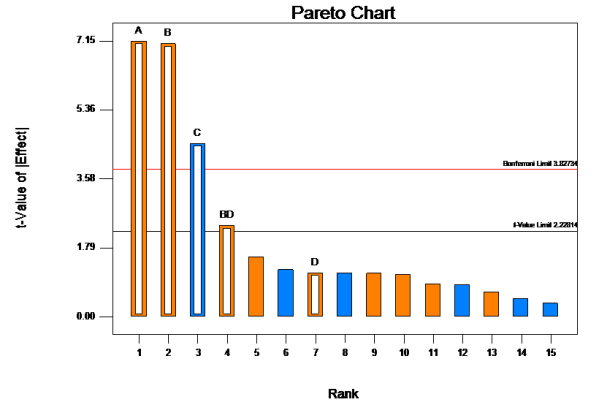 Pareto Chart
t-Value of |Effect|
7.15
5.36
3.58
1.79
0.00
A
B
C
BD
D
Bonferroni Limit 3.82734
t-Value Limit 2.22814
1 2 3 4 5 6 7 8 9 10 11 12 13 14 15
Rank